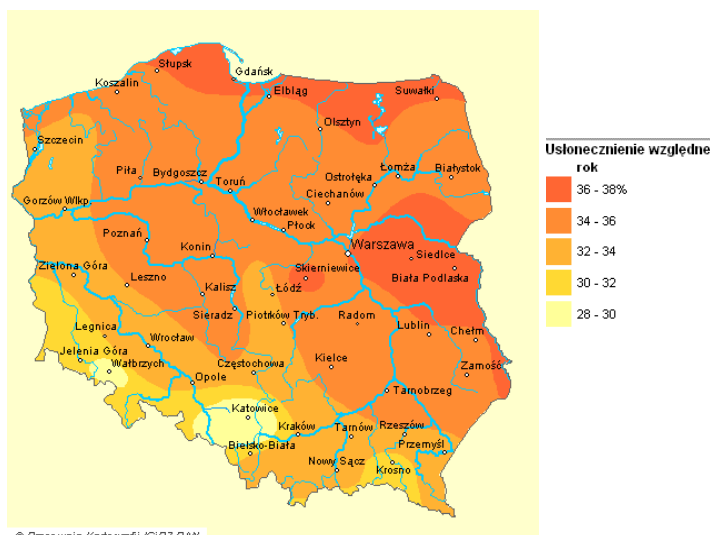 Słupsk
Gdańsk
Koszalin
Elbląg
Suwałki
Olsztyn
Szczecin
Piła
Bydgoszcz
Toruń
Łomża
Białystok
Ostrołęka
Ciechanów
Gorzów Wlkp.
Włocławek
Płock
Poznań
Konin
Warszawa
Siedlce
Zielona Góra
Skierniewice
Biała Podlaska
Leszno
Kalisz
Łódź
Sieradz
Piotrków Tryb.
Radom
Legnica
Wrocław
Lublin
Chełm
Jelenia Góra
Wałbrzych
Częstochowa
Kielce
Zamość
Opole
Tarnobrzeg
Katowice
Kraków
Tarnów
Rzeszów
Bielsko-Biała
Przemyśl
Nowy Sącz
Krosno
Usłonecznienie względne
rok
36 - 38%
34 - 36
32 - 34
30 - 32
28 - 30